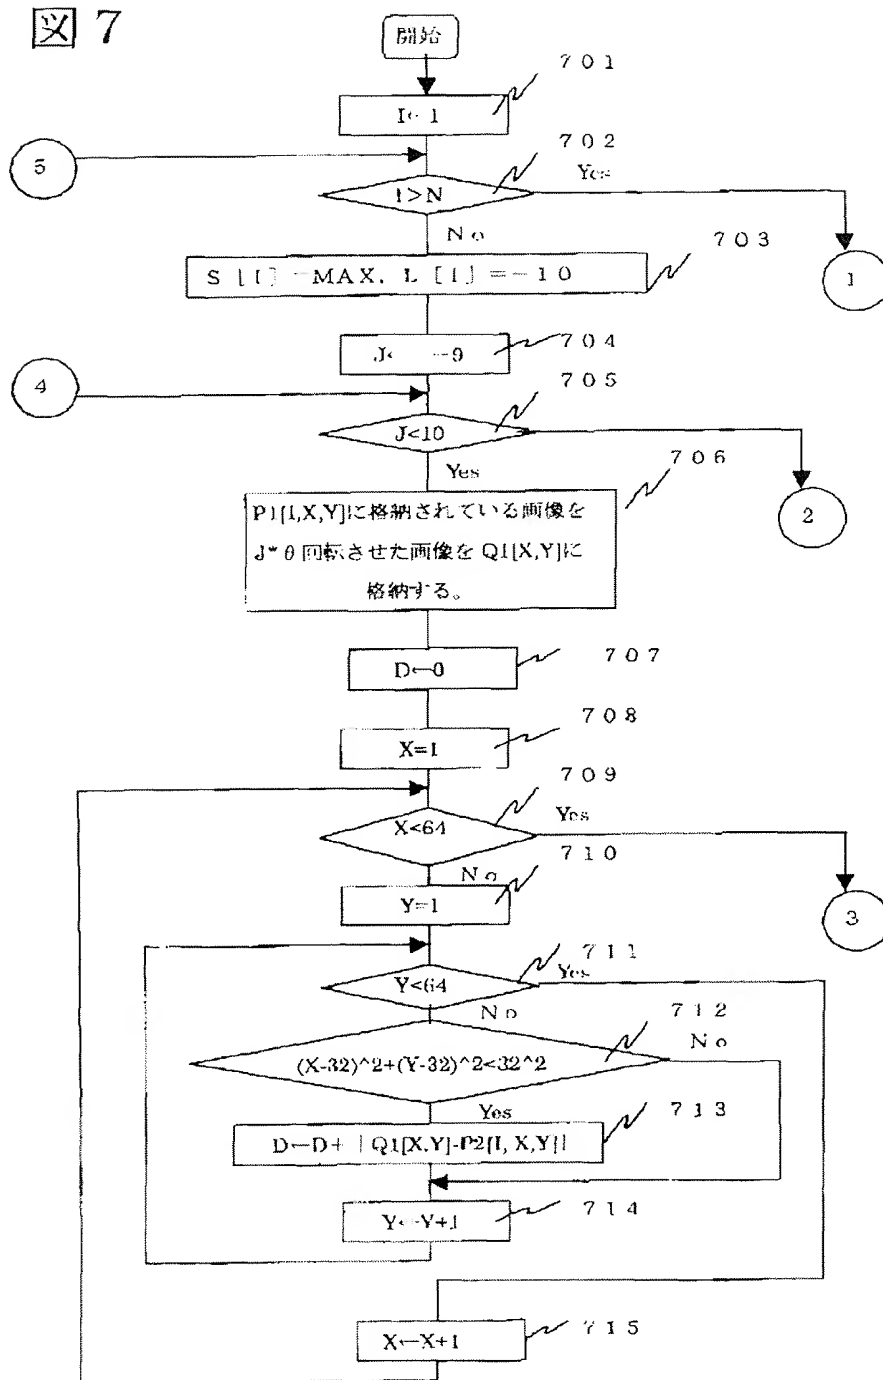 図 7
開始
701
I←1
702
5
Yes
I>N
No
703
S [I] =MAX, L [I] =-10
1
704
J← -9
4
705
J<10
Yes
706
2
P1[I,X,Y]に格納されている画像を
J*θ回転させた画像をQ1[X,Y]に
格納する。
707
D←0
708
X=1
709
Yes
X<64
710
No
Y=1
3
711
Yes
Y<64
No
712
No
(X-32)^2+(Y-32)^2<32^2
Yes
713
D←D+ |Q1[X,Y]-P2[I, X,Y]|
714
Y←Y+1
715
X←X+1